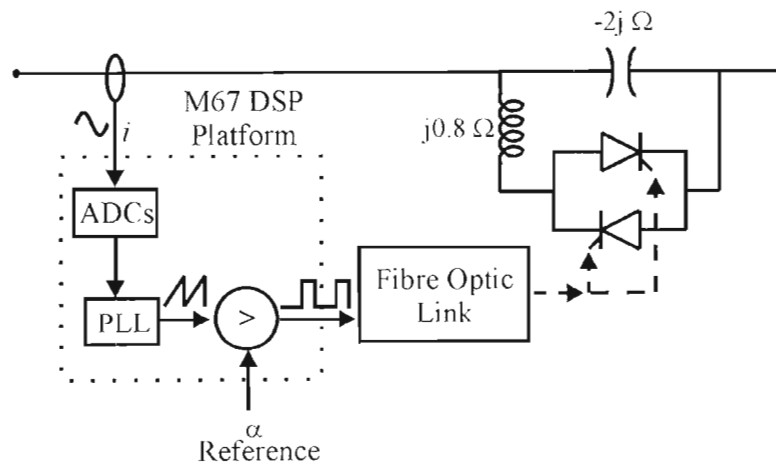 -2j Ω
M67 DSP
Platform
j0.8 Ω
i
ADCs
PLL
>
Fibre Optic
Link
α
Reference